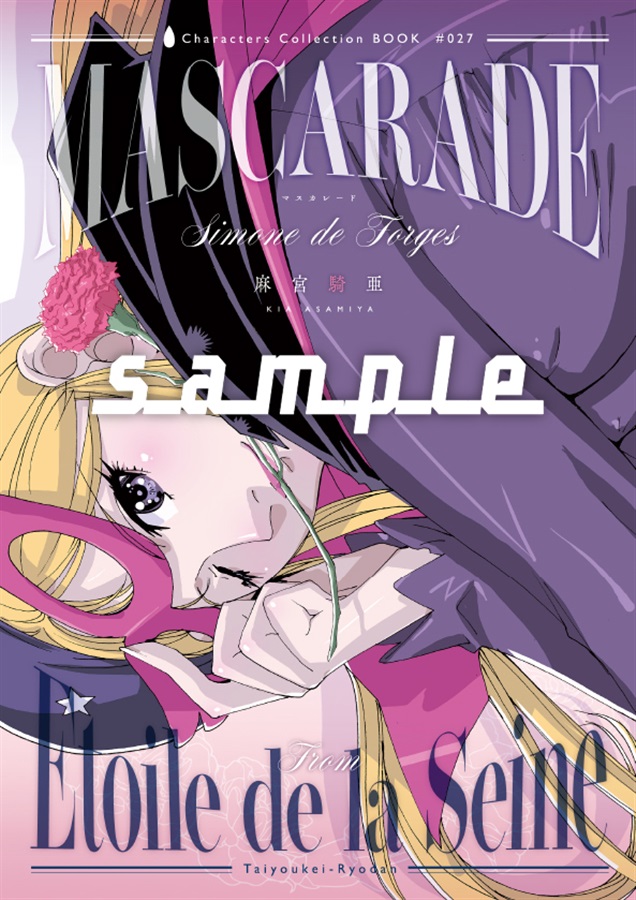 Characters Collection BOOK #027
MASCARADE
マスカレード
Simone de Forges
麻宮騎亜
KIA ASAMIYA
sample
From
Etoile de la Seine
Taiyoukei-Ryodan